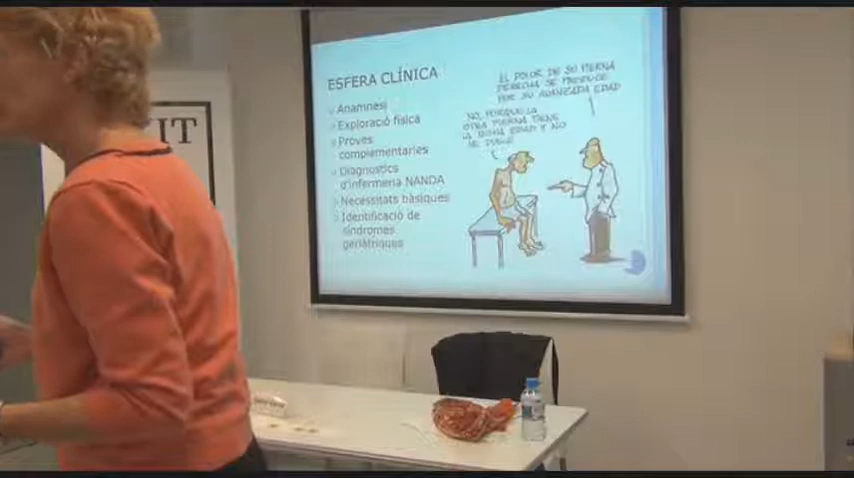 ESFERA CLÍNICA
Anamnesi
Exploració física
Proves
complementaries
Diagnostics
d'infermeria NANDA
Necessitats bàsiques
Identificació de
síndromes
geriàtriques
EL DOLOR DE SU PIERNA
DERECHA SE PRODUCE
POR SU AVANZADA EDAD
NO, PORQUE LA
OTRA PIERNA TIENE
LA MISMA EDAD Y NO
ME DUELE
IT